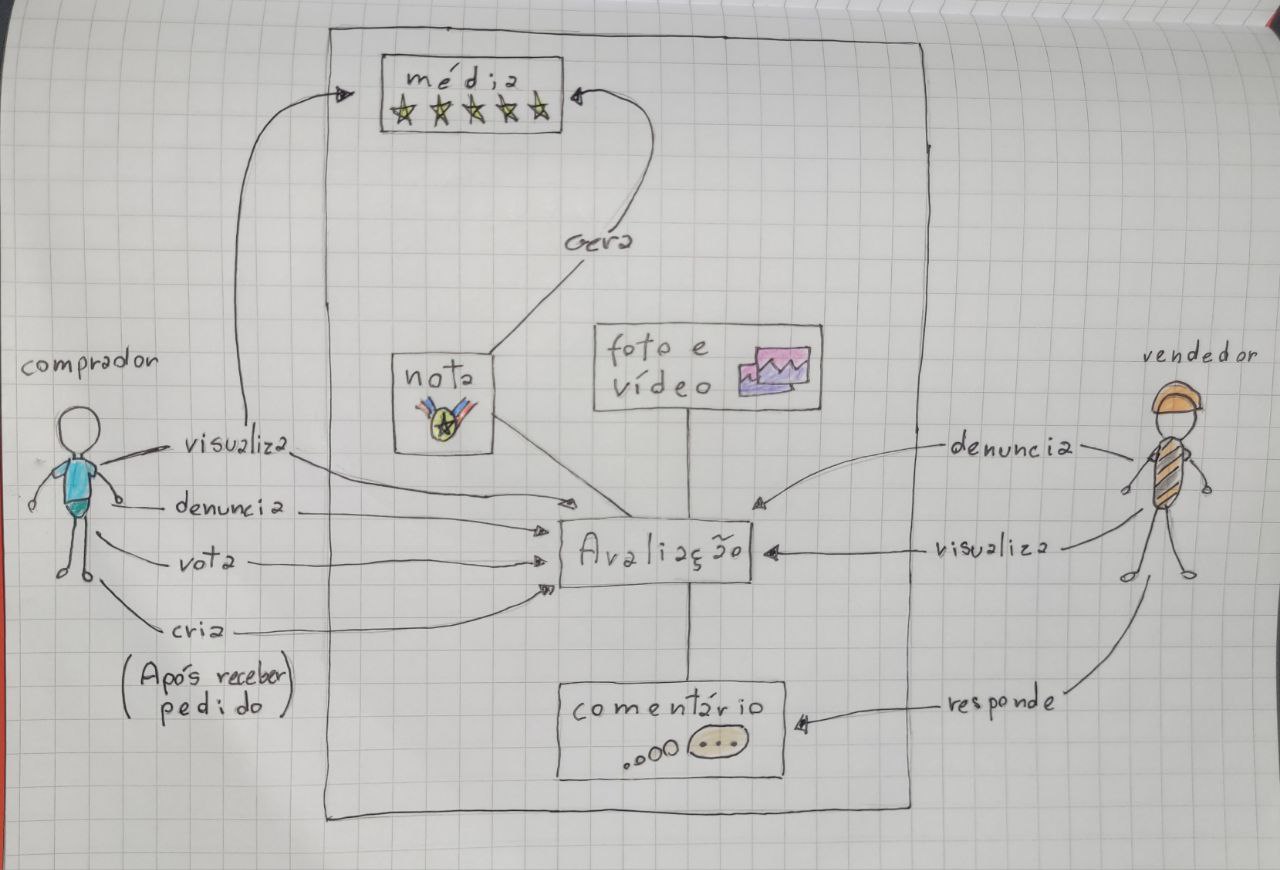 média
Gera
comprador
nota
foto e
vídeo
vendedor
visualiza
denuncia
denuncia
vota
Avaliação
visualiza
cria
(Após receber
pedido)
comentário
responde